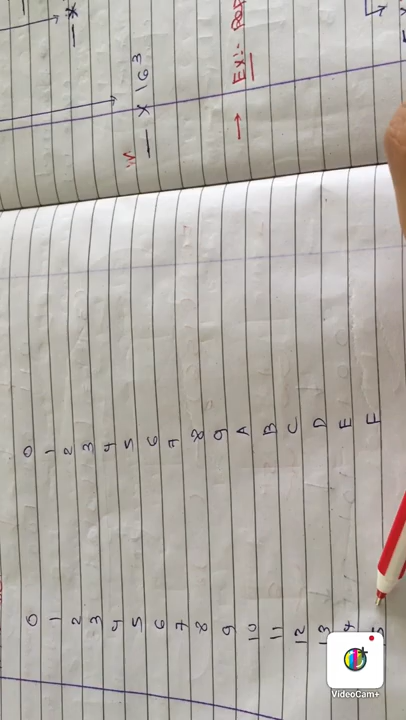 — *
— × 163
→ Ex:-
0 0
1 1
2 2
3 3
4 4
5 5
6 6
7 7
8 8
9 9
10 A
11 B
12 C
13 D
E
F
VideoCam+